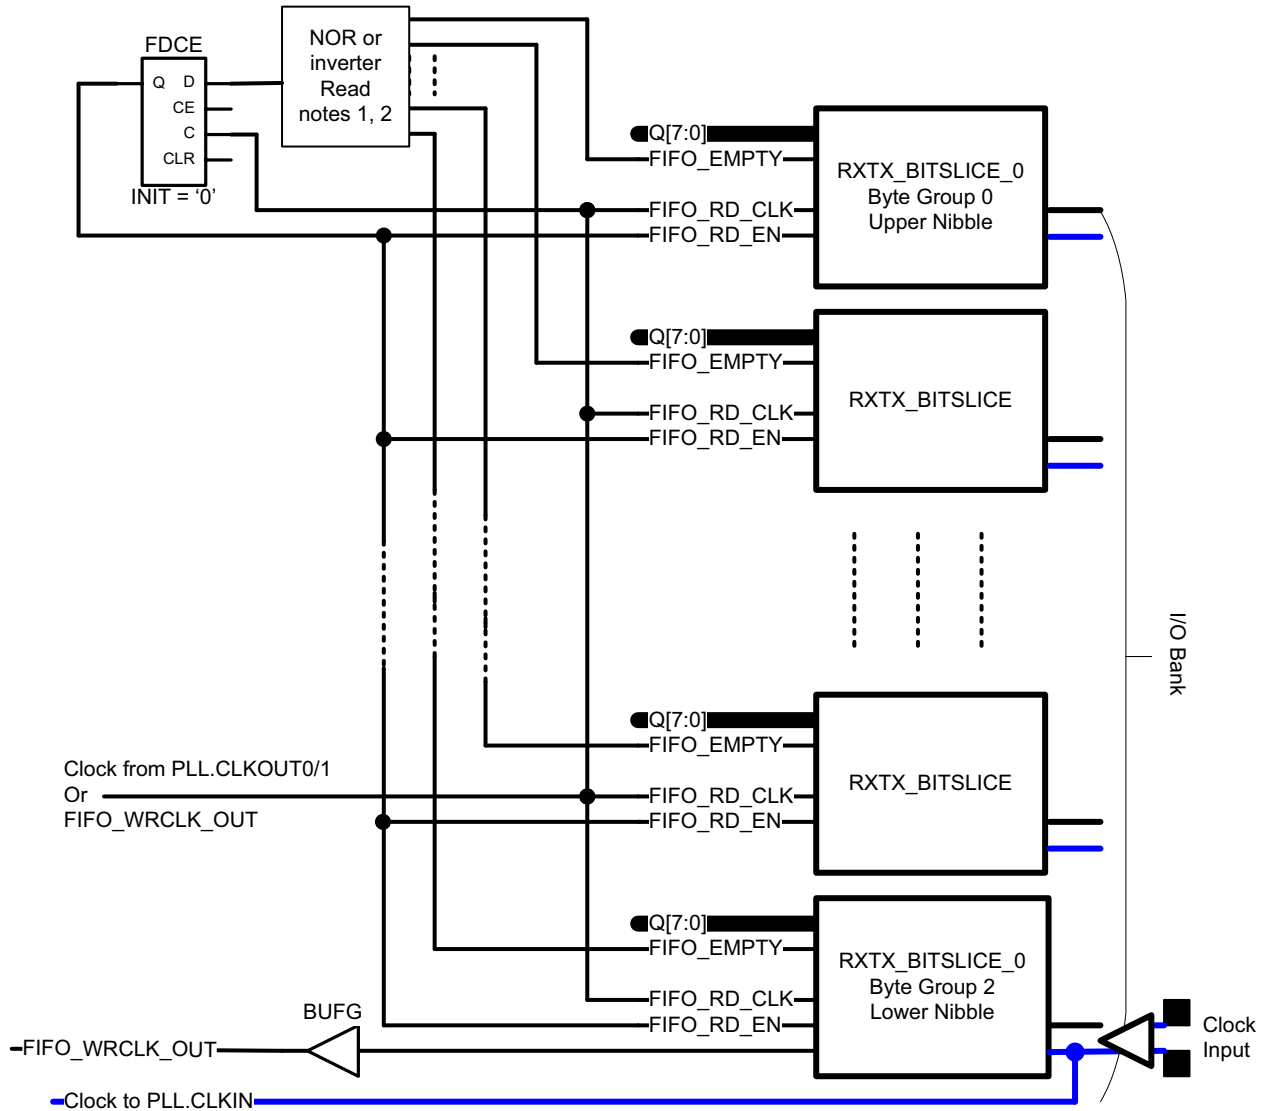 FDCE
Q D
CE
C
CLR
INIT = ‘0’
NOR or
inverter
Read
notes 1, 2
Q[7:0]
FIFO_EMPTY
FIFO_RD_CLK
FIFO_RD_EN
RXTX_BITSLICE_0
Byte Group 0
Upper Nibble
Q[7:0]
FIFO_EMPTY
FIFO_RD_CLK
FIFO_RD_EN
RXTX_BITSLICE
I/O Bank
Q[7:0]
FIFO_EMPTY
FIFO_RD_CLK
FIFO_RD_EN
RXTX_BITSLICE
Clock from PLL.CLKOUT0/1
Or
FIFO_WRCLK_OUT
Q[7:0]
FIFO_EMPTY
FIFO_RD_CLK
FIFO_RD_EN
RXTX_BITSLICE_0
Byte Group 2
Lower Nibble
Clock
Input
BUFG
FIFO_WRCLK_OUT
Clock to PLL.CLKIN